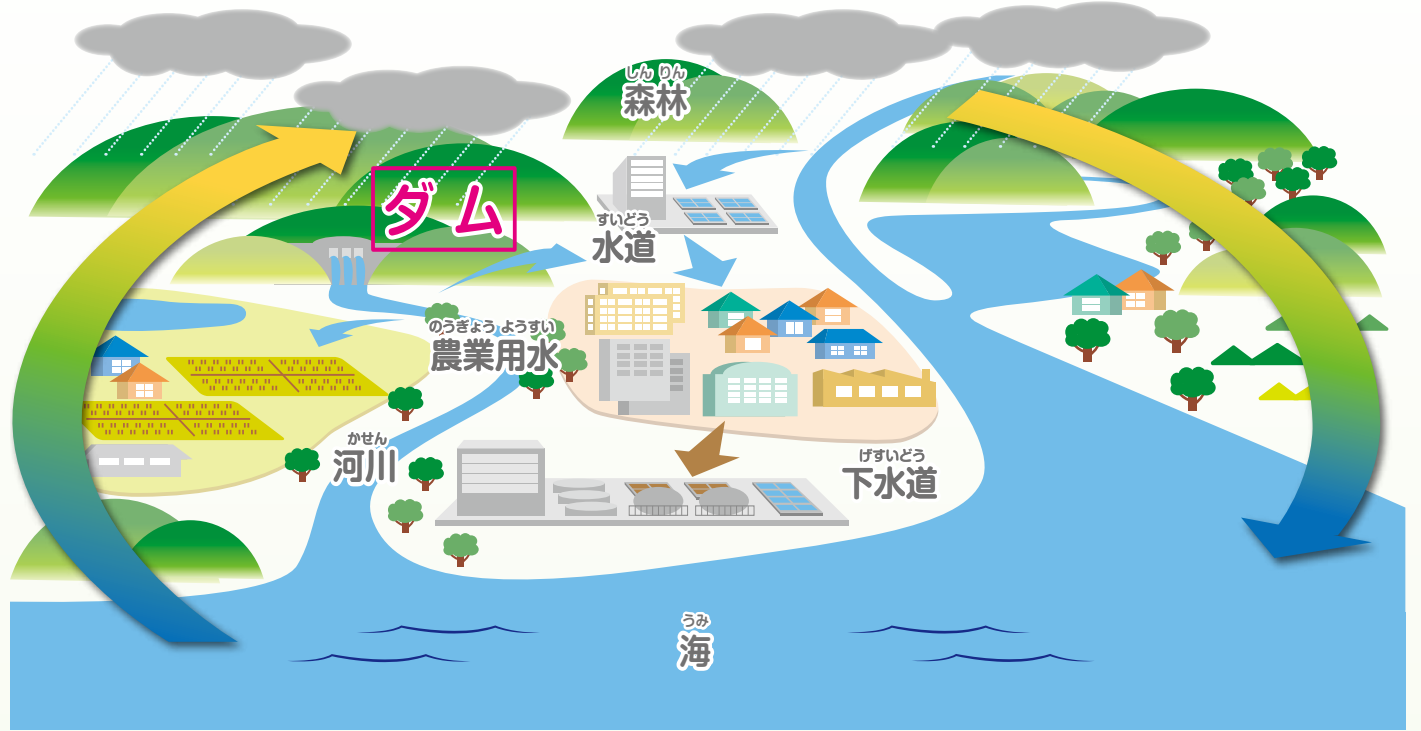 しん りん
森林
ダム
すいどう
水道
のうぎょう ようすい
農業用水
かせん
河川
げすいどう
下水道
うみ
海